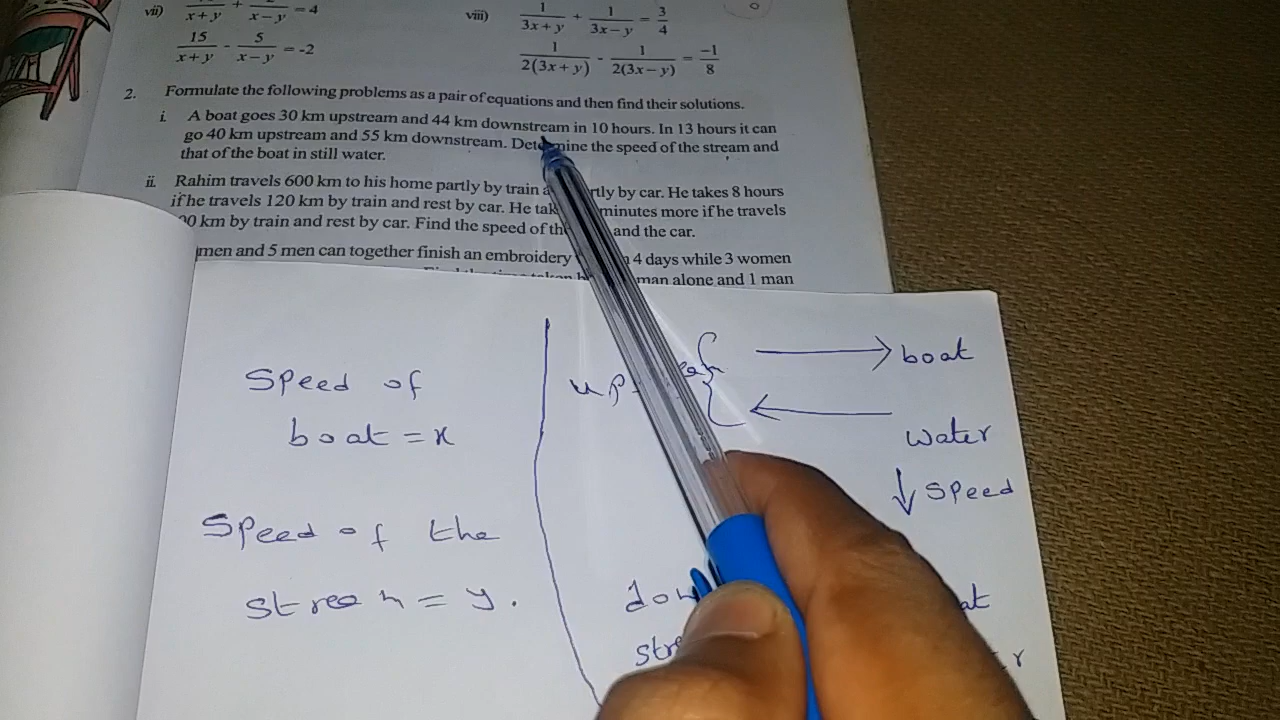 vii) x+y + x-y = 4
15/x+y - 5/x-y = -2
viii) 1/3x+y + 1/3x-y = 3/4
1/2(3x+y) - 1/2(3x-y) = -1/8
2. Formulate the following problems as a pair of equations and then find their solutions.
i. A boat goes 30 km upstream and 44 km downstream in 10 hours. In 13 hours it can
go 40 km upstream and 55 km downstream. Determine the speed of the stream and
that of the boat in still water.
ii. Rahim travels 600 km to his home partly by train rtly by car. He takes 8 hours
if he travels 120 km by train and rest by car. He tak minutes more if he travels
00 km by train and rest by car. Find the speed of the and the car.
men and 5 men can together finish an embroidery 4 days while 3 women
man alone and 1 man
Speed of
boat = x
Speed of the
stream = y.
boat
water
↓ Speed